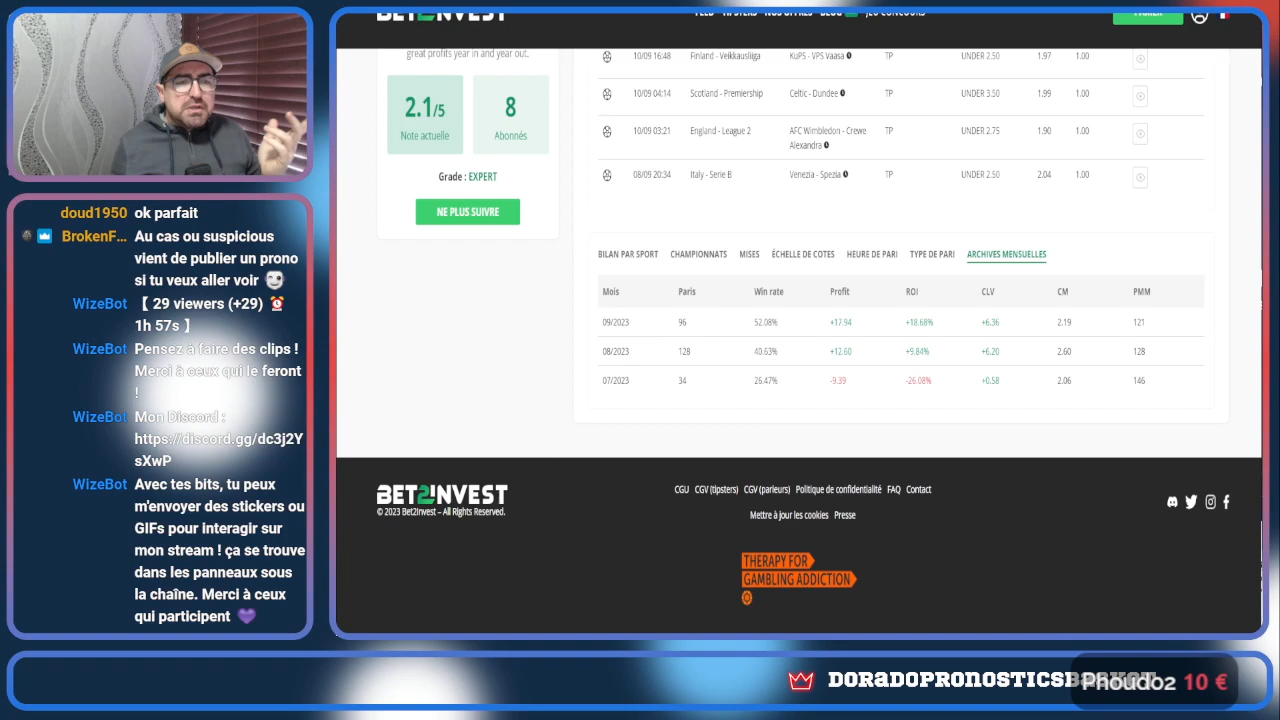 doud1950 ok parfait
BrokenF... Au cas ou suspicious
vient de publier un prono
si tu veux aller voir
WizeBot 【 29 viewers (+29)
1h 57s 】
WizeBot Pensez à faire des clips !
Merci à ceux qui le feront
!
WizeBot Mon Discord :
https://discord.gg/dc3j2Y
sXwP
WizeBot Avec tes bits, tu peux
m'envoyer des stickers ou
GIFs pour interagir sur
mon stream ! ça se trouve
dans les panneaux sous
la chaîne. Merci à ceux
qui participent
BET2INVEST
FEED TIPSTERS NOS OFFRES BLOG JEU CONCOURS
great profits year in and year out.
2.1/5
Note actuelle
8
Abonnés
Grade : EXPERT
NE PLUS SUIVRE
10/09 16:48 Finland - Veikkausliiga KuPS - VPS Vaasa TP UNDER 2.50 1.97 1.00
10/09 04:14 Scotland - Premiership Celtic - Dundee TP UNDER 3.50 1.99 1.00
10/09 03:21 England - League 2 AFC Wimbledon - Crewe Alexandra TP UNDER 2.75 1.90 1.00
08/09 20:34 Italy - Serie B Venezia - Spezia TP UNDER 2.50 2.04 1.00
BILAN PAR SPORT CHAMPIONNATS MISES ÉCHELLE DE COTES HEURE DE PARI TYPE DE PARI ARCHIVES MENSUELLES
Mois Paris Win rate Profit ROI CLV CM PMM
09/2023 96 52.08% +17.94 +18.68% +6.36 2.19 121
08/2023 128 40.63% +12.60 +9.84% +6.20 2.60 128
07/2023 34 26.47% -9.39 -26.08% +0.58 2.06 146
BET2INVEST
© 2023 Bet2Invest – All Rights Reserved.
CGU CGV (tipsters) CGV (parieurs) Politique de confidentialité FAQ Contact
Mettre à jour les cookies Presse
THERAPY FOR
GAMBLING ADDICTION
DORADOPRONOSTICS
Phoudo2 10 €